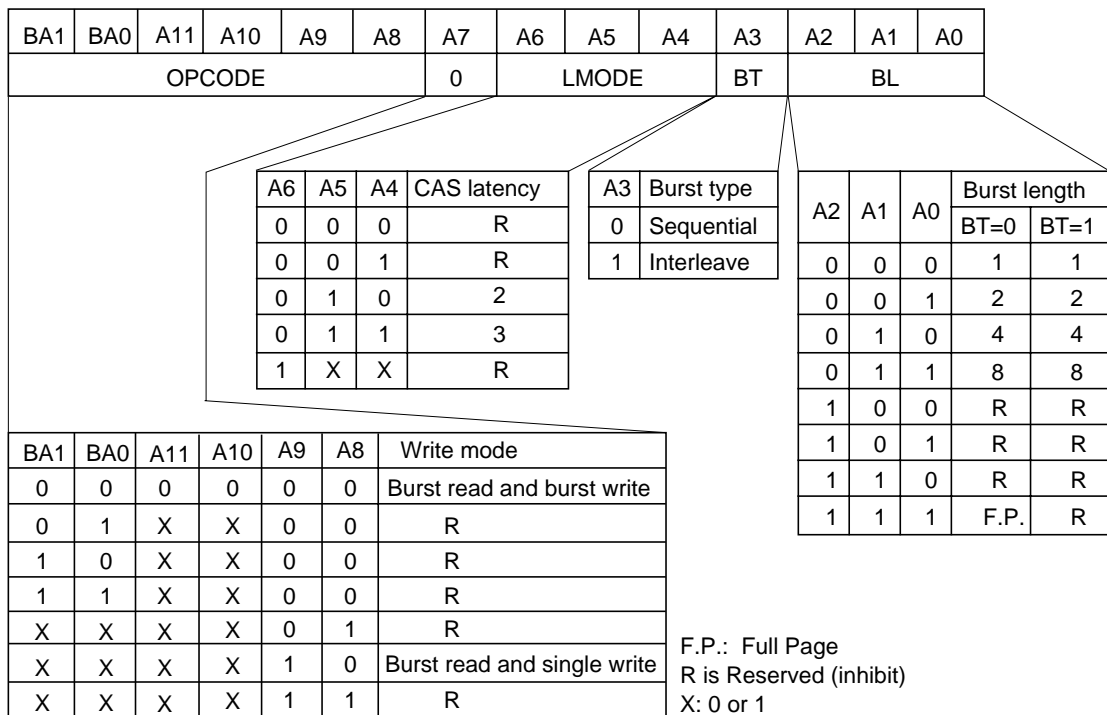 BA1 BA0 A11 A10 A9 A8 A7 A6 A5 A4 A3 A2 A1 A0
OPCODE 0 LMODE BT BL
A6 A5 A4 CAS latency
0 0 0 R
0 0 1 R
0 1 0 2
0 1 1 3
1 X X R
A3 Burst type
0 Sequential
1 Interleave
A2 A1 A0 Burst length
BT=0 BT=1
0 0 0 1 1
0 0 1 2 2
0 1 0 4 4
0 1 1 8 8
1 0 0 R R
1 0 1 R R
1 1 0 R R
1 1 1 F.P. R
BA1 BA0 A11 A10 A9 A8 Write mode
0 0 0 0 0 0 Burst read and burst write
0 1 X X 0 0 R
1 0 X X 0 0 R
1 1 X X 0 0 R
X X X X 0 1 R
X X X X 1 0 Burst read and single write
X X X X 1 1 R
F.P.: Full Page
R is Reserved (inhibit)
X: 0 or 1